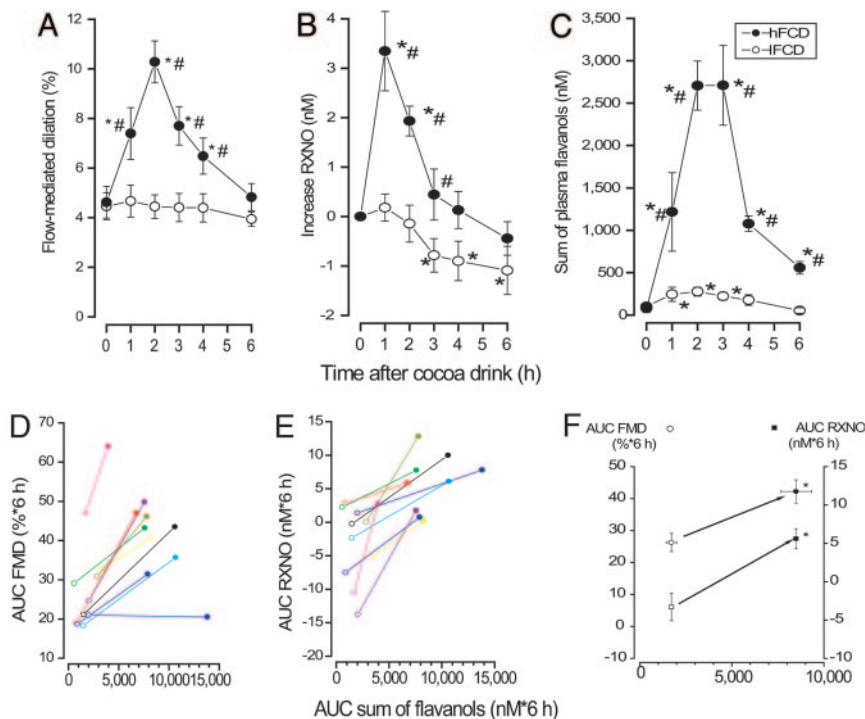 A
B
C
hFCD
lFCD
Flow-mediated dilation (%)
12
10
8
6
4
2
0
0 1 2 3 4 5 6
*# *# *# *#
Increase RXNO (nM)
4
3
2
1
0
-1
-2
0 1 2 3 4 5 6
*# *# # * * *
Sum of plasma flavanols (nM)
3,500
3,000
2,500
2,000
1,500
1,000
500
0
0 1 2 3 4 5 6
*# *# *# *# *# * * *
Time after cocoa drink (h)
D
AUC FMD (%*6 h)
70
60
50
40
30
20
10
0 5,000 10,000 15,000
E
AUC RXNO (nM*6 h)
15
10
5
0
-5
-10
-15
-20
0 5,000 10,000 15,000
F
AUC FMD
(%*6 h)
AUC RXNO
(nM*6 h)
50
40
30
20
10
0
-10
15
10
5
0
-5
-10
* *
0 5,000 10,000
AUC sum of flavanols (nM*6 h)